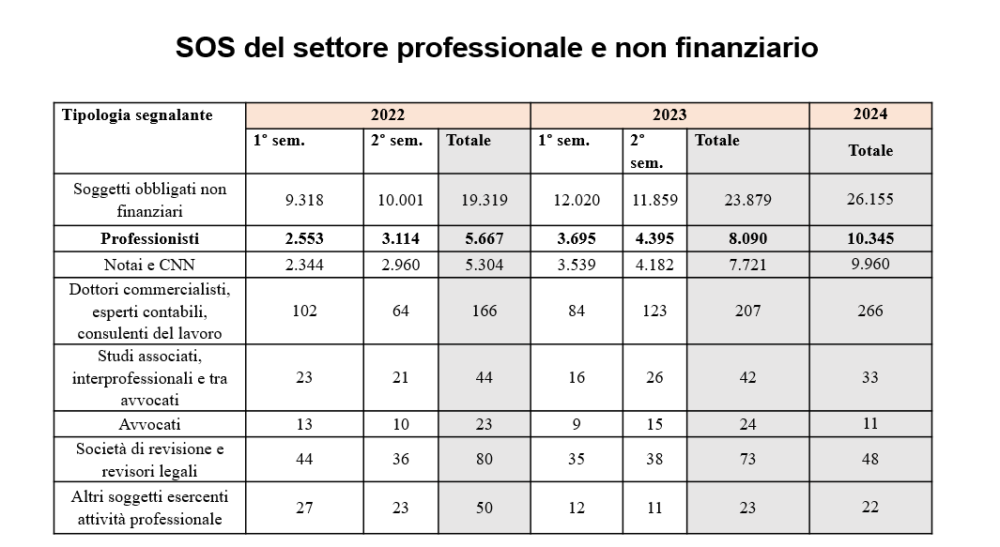 SOS del settore professionale e non finanziario
Tipologia segnalante 2022 2023 2024
1° sem. 2° sem. Totale 1° sem. 2° sem. Totale Totale
Soggetti obbligati non finanziari 9.318 10.001 19.319 12.020 11.859 23.879 26.155
Professionisti 2.553 3.114 5.667 3.695 4.395 8.090 10.345
Notai e CNN 2.344 2.960 5.304 3.539 4.182 7.721 9.960
Dottori commercialisti, esperti contabili, consulenti del lavoro 102 64 166 84 123 207 266
Studi associati, interprofessionali e tra avvocati 23 21 44 16 26 42 33
Avvocati 13 10 23 9 15 24 11
Società di revisione e revisori legali 44 36 80 35 38 73 48
Altri soggetti esercenti attività professionale 27 23 50 12 11 23 22